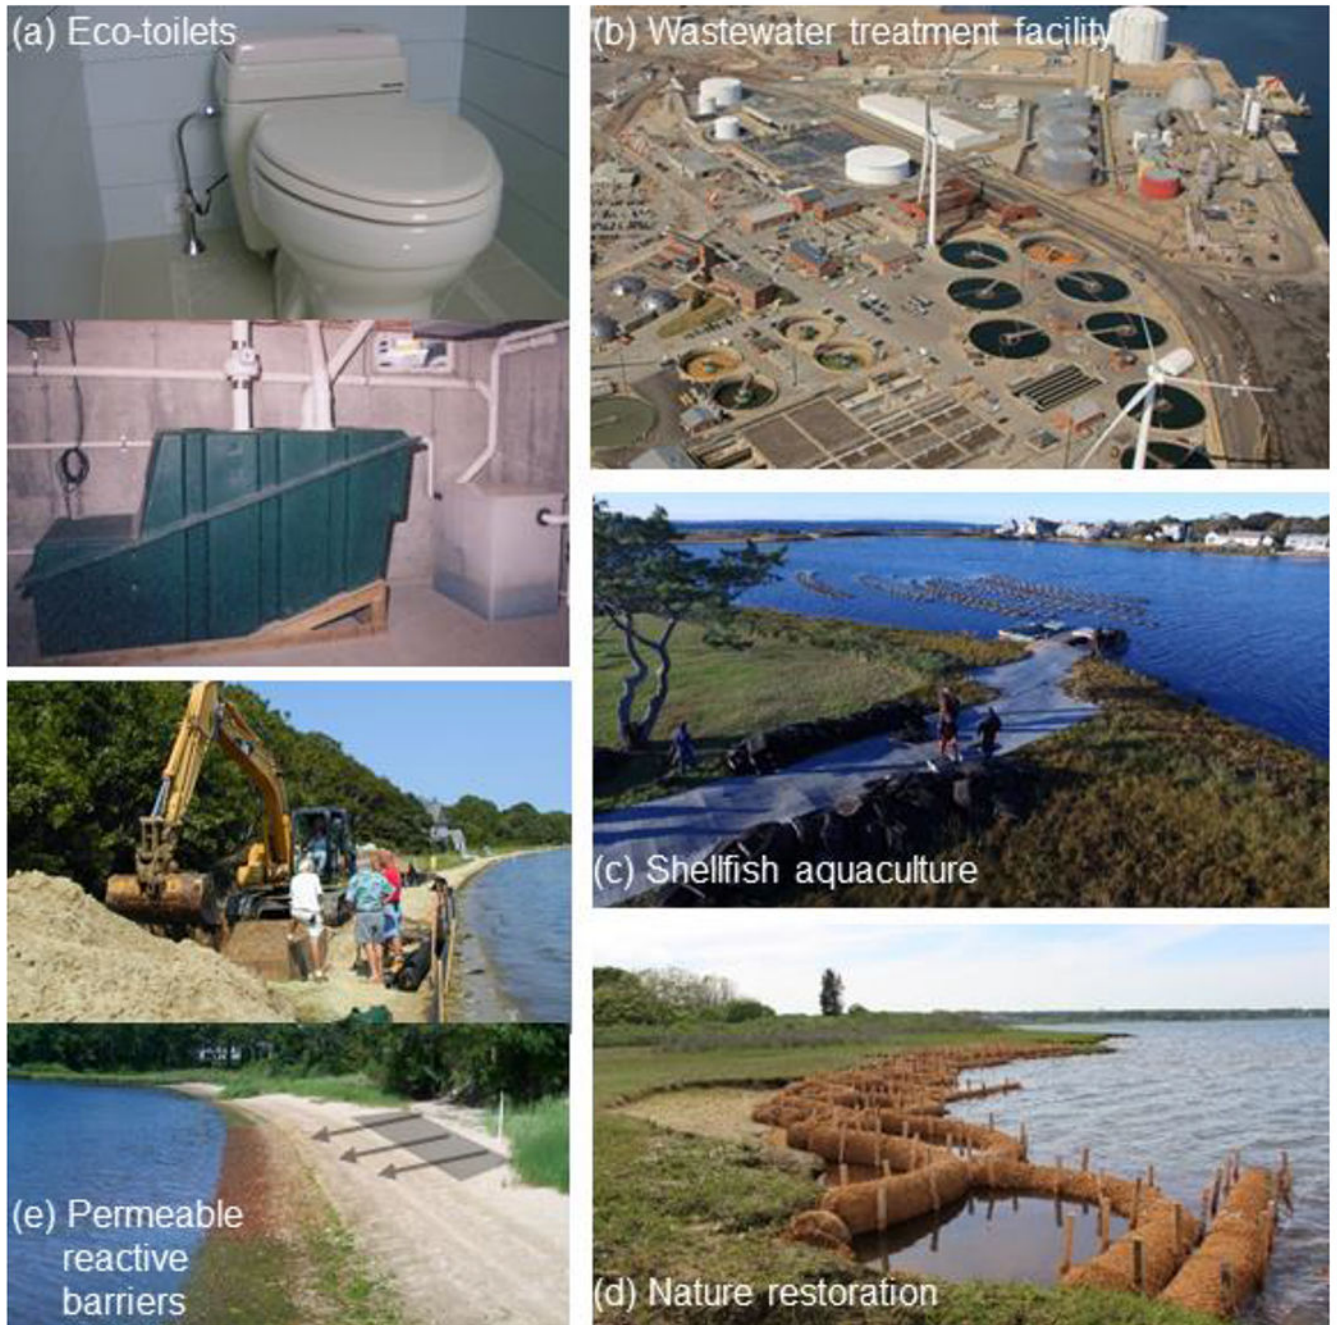 (a) Eco-toilets
(b) Wastewater treatment facility
(c) Shellfish aquaculture
(d) Nature restoration
(e) Permeable
reactive
barriers